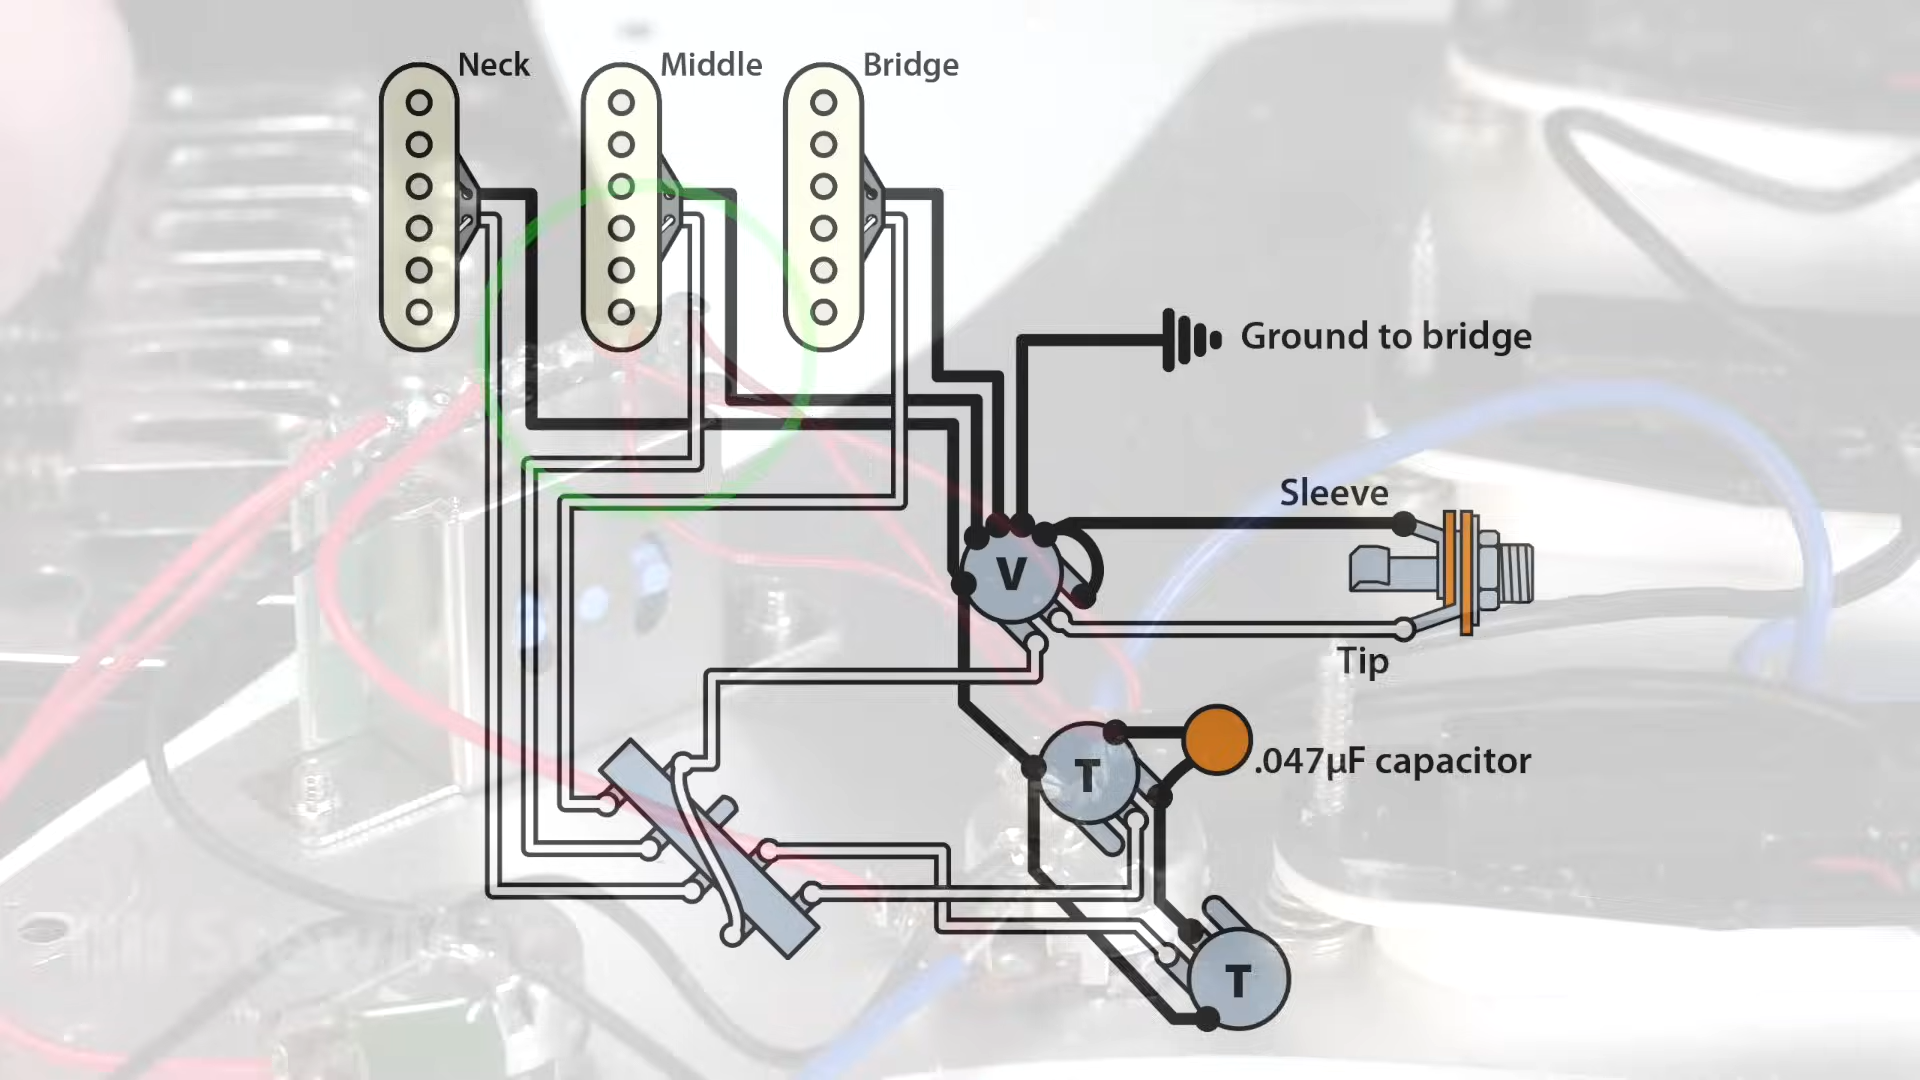 Neck
Middle
Bridge
Ground to bridge
Sleeve
V
Tip
T
.047µF capacitor
T